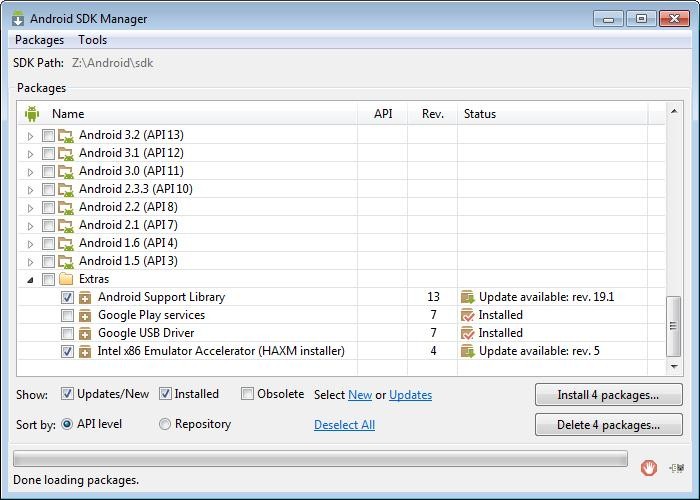 Android SDK Manager
Packages Tools
SDK Path: Z:\Android\sdk
Packages
Name API Rev. Status
Android 3.2 (API 13)
Android 3.1 (API 12)
Android 3.0 (API 11)
Android 2.3.3 (API 10)
Android 2.2 (API 8)
Android 2.1 (API 7)
Android 1.6 (API 4)
Android 1.5 (API 3)
Extras
Android Support Library 13 Update available: rev. 19.1
Google Play services 7 Installed
Google USB Driver 7 Installed
Intel x86 Emulator Accelerator (HAXM installer) 4 Update available: rev. 5
Show: Updates/New Installed Obsolete Select New or Updates Install 4 packages...
Sort by: API level Repository Deselect All Delete 4 packages...
Done loading packages.